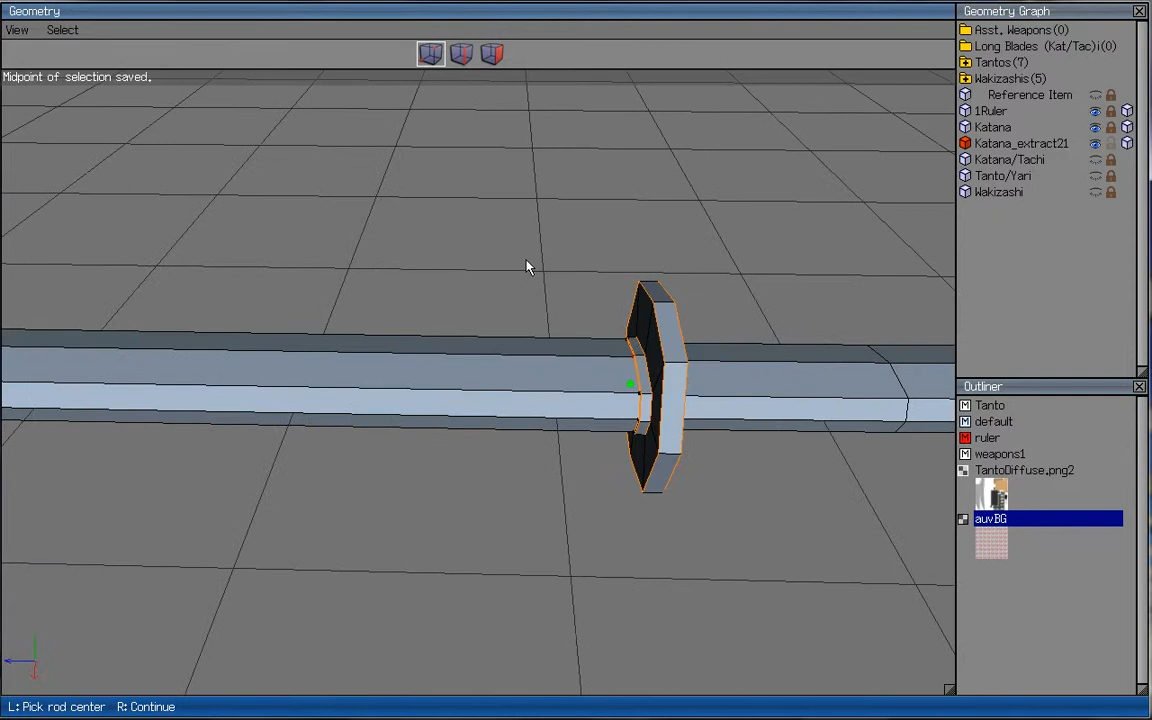 Geometry
View Select
Midpoint of selection saved.
L:Pick rod center R:Continue
Geometry Graph
Asst. Weapons(0)
Long Blades (Kat/Tac)i(0)
Tantos(7)
Wakizashis(5)
Reference Item
1Ruler
Katana
Katana_extract21
Katana/Tachi
Tanto/Yari
Wakizashi
Outliner
Tanto
default
ruler
weapons1
TantoDiffuse.png2
auvBG